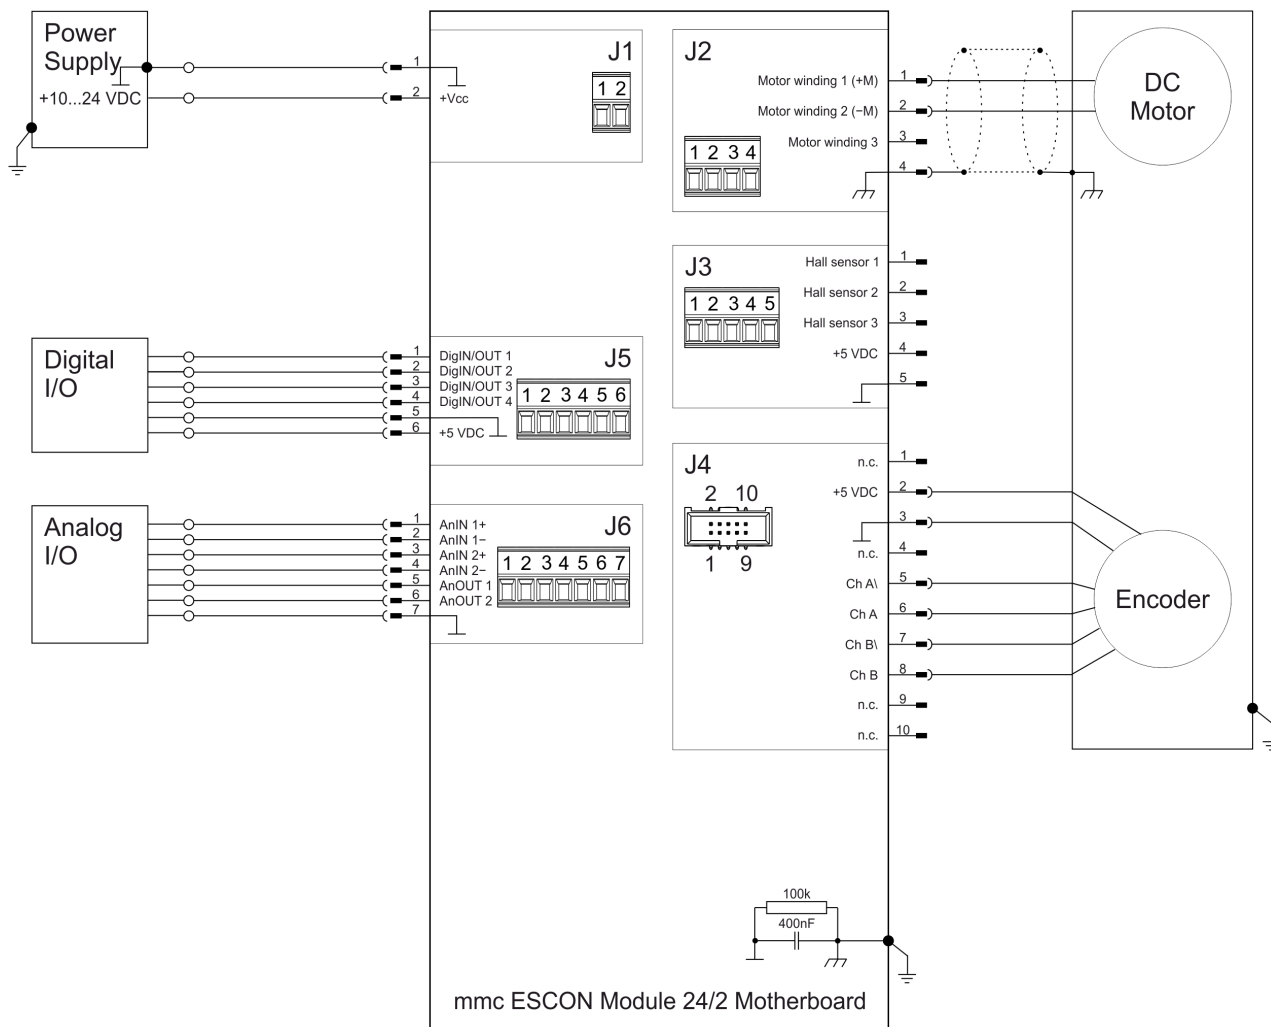 Power
Supply
+10...24 VDC
1
2
+Vcc
J1
1 2
J2
Motor winding 1 (+M)
1
Motor winding 2 (−M)
2
Motor winding 3
3
4
1 2 3 4
DC
Motor
J3
1 2 3 4 5
Hall sensor 1
1
Hall sensor 2
2
Hall sensor 3
3
+5 VDC
4
5
Digital
I/O
1
DigIN/OUT 1
2
DigIN/OUT 2
3
DigIN/OUT 3
4
DigIN/OUT 4
5
6
+5 VDC
J5
1 2 3 4 5 6
J4
2 10
1 9
n.c.
1
+5 VDC
2
3
n.c.
4
Ch A\
5
Ch A
6
Ch B\
7
Ch B
8
n.c.
9
n.c.
10
Encoder
Analog
I/O
1
AnIN 1+
2
AnIN 1−
3
AnIN 2+
4
AnIN 2−
5
AnOUT 1
6
AnOUT 2
7
J6
1 2 3 4 5 6 7
100k
400nF
mmc ESCON Module 24/2 Motherboard